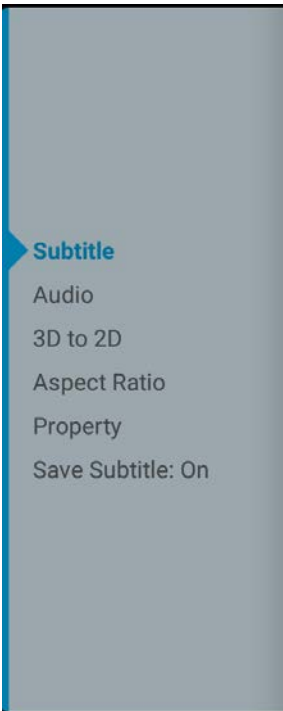 Subtitle
Audio
3D to 2D
Aspect Ratio
Property
Save Subtitle: On